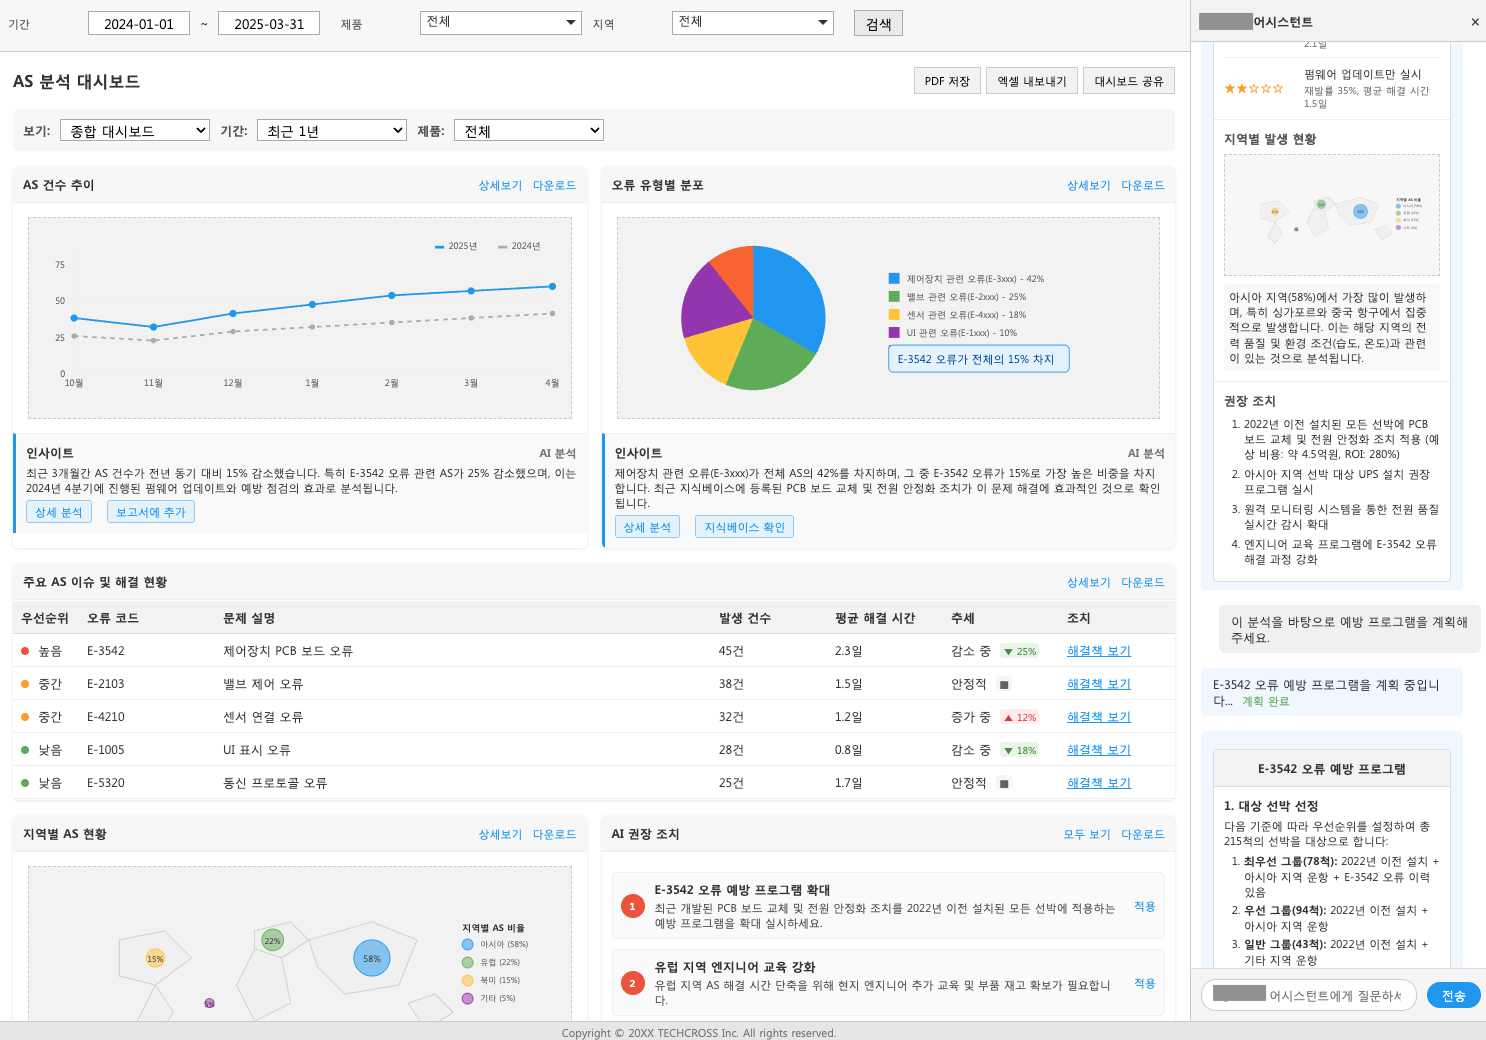 기간 2024-01-01 ~ 2025-03-31 제품 전체 지역 전체 검색
AS 분석 대시보드
PDF 저장 엑셀 내보내기 대시보드 공유
보기: 종합 대시보드 기간: 최근 1년 제품: 전체
AS 건수 추이
상세보기 다운로드
2025년 2024년
75
50
25
0
10월 11월 12월 1월 2월 3월 4월
인사이트
AI 분석
최근 3개월간 AS 건수가 전년 동기 대비 15% 감소했습니다. 특히 E-3542 오류 관련 AS가 25% 감소했으며, 이는
2024년 4분기에 진행된 펌웨어 업데이트와 예방 점검의 효과로 분석됩니다.
상세 분석 보고서에 추가
오류 유형별 분포
상세보기 다운로드
제어장치 관련 오류(E-3xxx) - 42%
밸브 관련 오류(E-2xxx) - 25%
센서 관련 오류(E-4xxx) - 18%
UI 관련 오류(E-1xxx) - 10%
E-3542 오류가 전체의 15% 차지
인사이트
AI 분석
제어장치 관련 오류(E-3xxx)가 전체 AS의 42%를 차지하며, 그 중 E-3542 오류가 15%로 가장 높은 비중을 차지
합니다. 최근 지식베이스에 등록된 PCB 보드 교체 및 전원 안정화 조치가 이 문제 해결에 효과적인 것으로 확인
됩니다.
상세 분석 지식베이스 확인
주요 AS 이슈 및 해결 현황
상세보기 다운로드
우선순위 오류 코드 문제 설명 발생 건수 평균 해결 시간 추세 조치
높음 E-3542 제어장치 PCB 보드 오류 45건 2.3일 감소 중 ▼ 25% 해결책 보기
중간 E-2103 밸브 제어 오류 38건 1.5일 안정적 ■ 해결책 보기
중간 E-4210 센서 연결 오류 32건 1.2일 증가 중 ▲ 12% 해결책 보기
낮음 E-1005 UI 표시 오류 28건 0.8일 감소 중 ▼ 18% 해결책 보기
낮음 E-5320 통신 프로토콜 오류 25건 1.7일 안정적 ■ 해결책 보기
지역별 AS 현황
상세보기 다운로드
15%
22%
58%
5%
지역별 AS 비율
아시아 (58%)
유럽 (22%)
북미 (15%)
기타 (5%)
AI 권장 조치
모두 보기 다운로드
1
E-3542 오류 예방 프로그램 확대
최근 개발된 PCB 보드 교체 및 전원 안정화 조치를 2022년 이전 설치된 모든 선박에 적용하는
예방 프로그램을 확대 실시하세요.
적용
2
유럽 지역 엔지니어 교육 강화
유럽 지역 AS 해결 시간 단축을 위해 현지 엔지니어 추가 교육 및 부품 재고 확보가 필요합니
다.
적용
Copyright © 20XX TECHCROSS Inc. All rights reserved.
어시스턴트 ×
2.1일
★★☆☆☆
펌웨어 업데이트만 실시
재발률 35%, 평균 해결 시간
1.5일
지역별 발생 현황
지역별 AS 비율
아시아 (58%)
유럽 (22%)
북미 (15%)
기타 (5%)
아시아 지역(58%)에서 가장 많이 발생하
며, 특히 싱가포르와 중국 항구에서 집중
적으로 발생합니다. 이는 해당 지역의 전
력 품질 및 환경 조건(습도, 온도)과 관련
이 있는 것으로 분석됩니다.
권장 조치
1. 2022년 이전 설치된 모든 선박에 PCB
보드 교체 및 전원 안정화 조치 적용 (예
상 비용: 약 4.5억원, ROI: 280%)
2. 아시아 지역 선박 대상 UPS 설치 권장
프로그램 실시
3. 원격 모니터링 시스템을 통한 전원 품질
실시간 감시 확대
4. 엔지니어 교육 프로그램에 E-3542 오류
해결 과정 강화
이 분석을 바탕으로 예방 프로그램을 계획해
주세요.
E-3542 오류 예방 프로그램을 계획 중입니
다... 계획 완료
E-3542 오류 예방 프로그램
1. 대상 선박 선정
다음 기준에 따라 우선순위를 설정하여 총
215척의 선박을 대상으로 합니다:
1. 최우선 그룹(78척): 2022년 이전 설치 +
아시아 지역 운항 + E-3542 오류 이력
있음
2. 우선 그룹(94척): 2022년 이전 설치 +
아시아 지역 운항
3. 일반 그룹(43척): 2022년 이전 설치 +
기타 지역 운항
어시스턴트에게 질문하세 전송